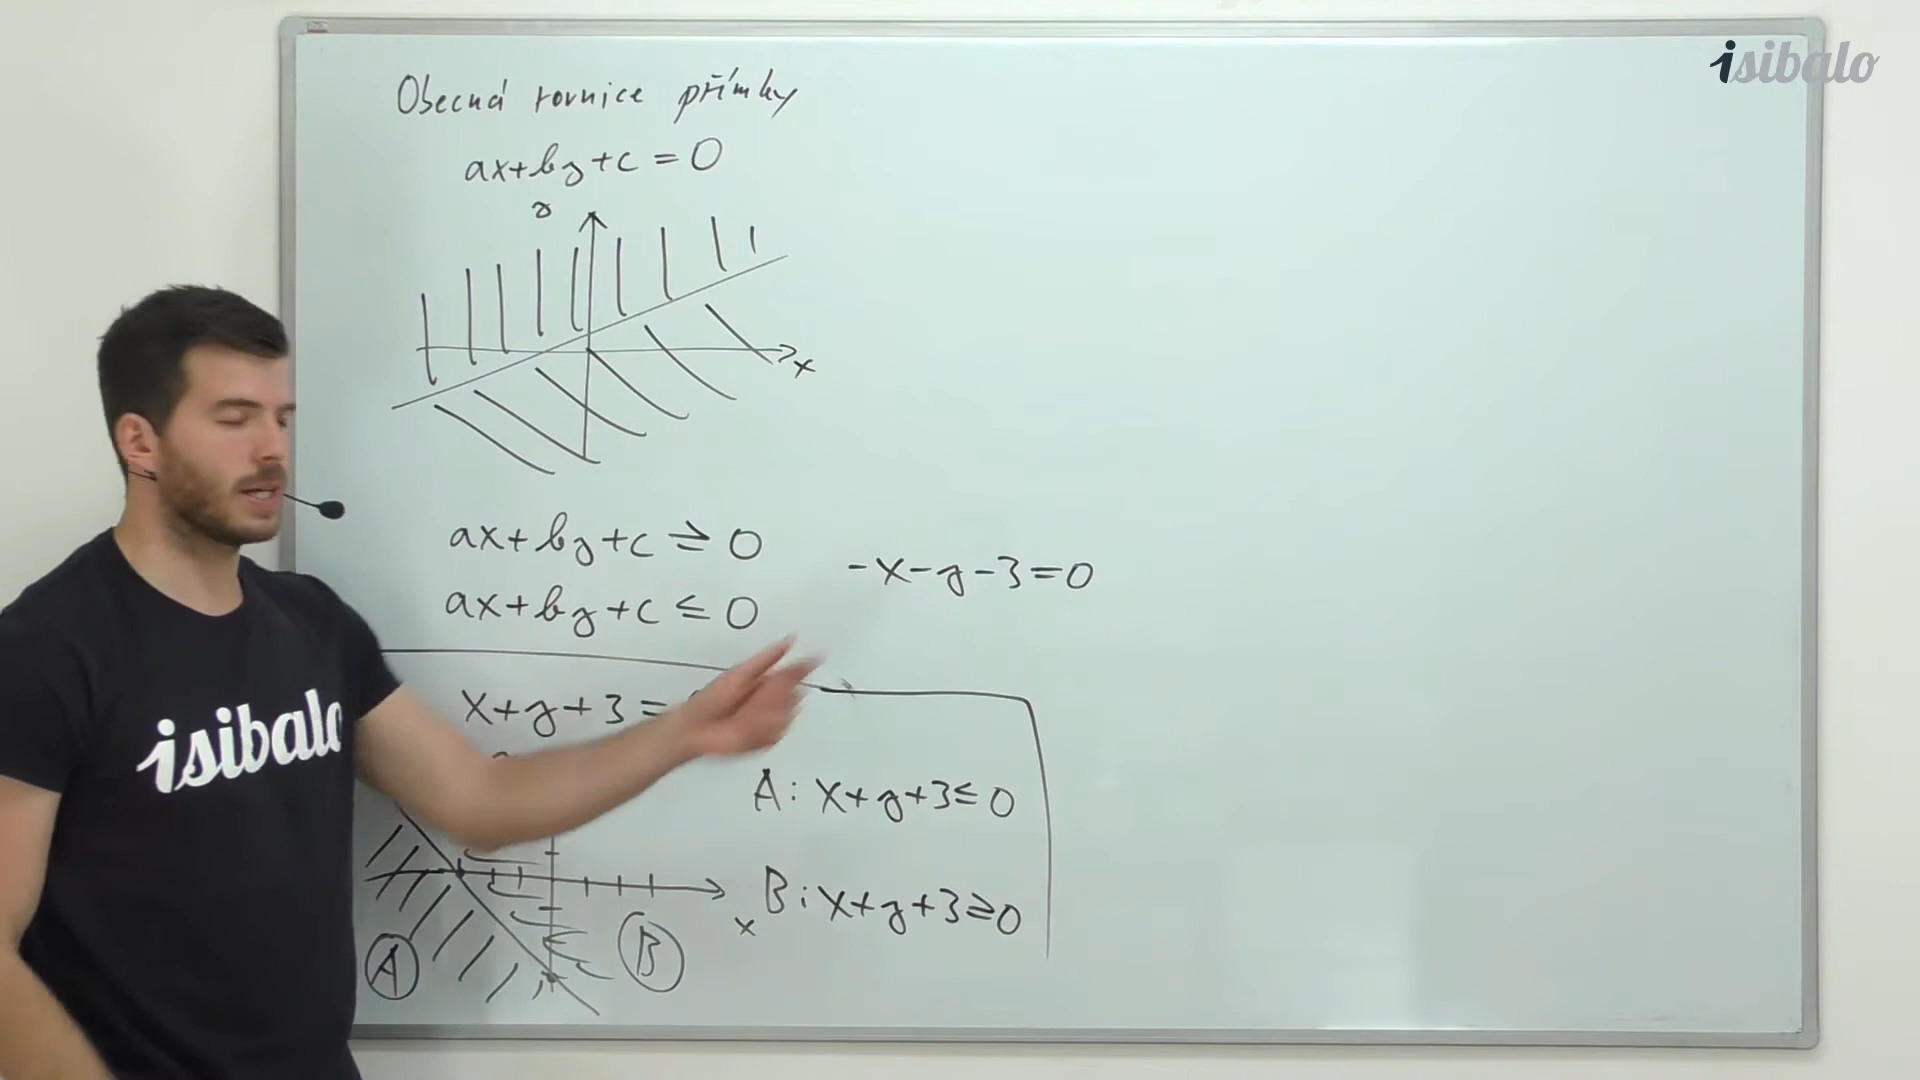 isibalo
Obecná rovnice přímky
ax+by+c=0
y
x
ax+by+c≥0
ax+by+c≤0
-x-y-3=0
x+y+3=
A: x+y+3≤0
B: x+y+3≥0
x
A
B
isibalo